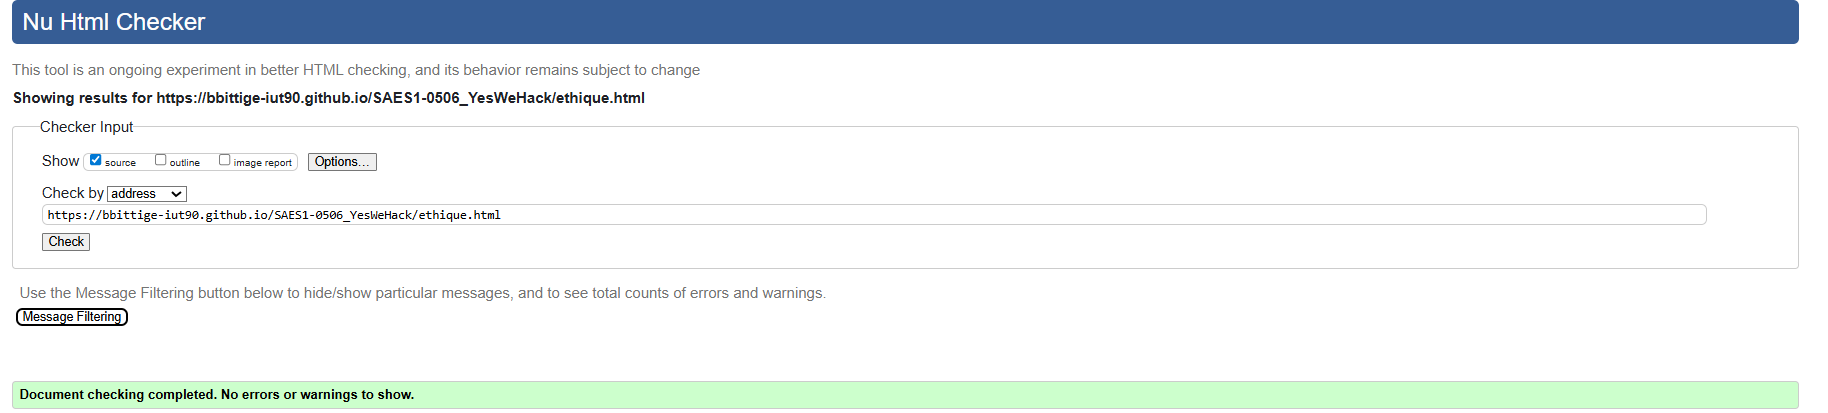 Nu Html Checker
This tool is an ongoing experiment in better HTML checking, and its behavior remains subject to change
Showing results for https://bbittige-iut90.github.io/SAES1-0506_YesWeHack/ethique.html
Checker Input
Show source outline image report Options...
Check by address
https://bbittige-iut90.github.io/SAES1-0506_YesWeHack/ethique.html
Check
Use the Message Filtering button below to hide/show particular messages, and to see total counts of errors and warnings.
Message Filtering
Document checking completed. No errors or warnings to show.